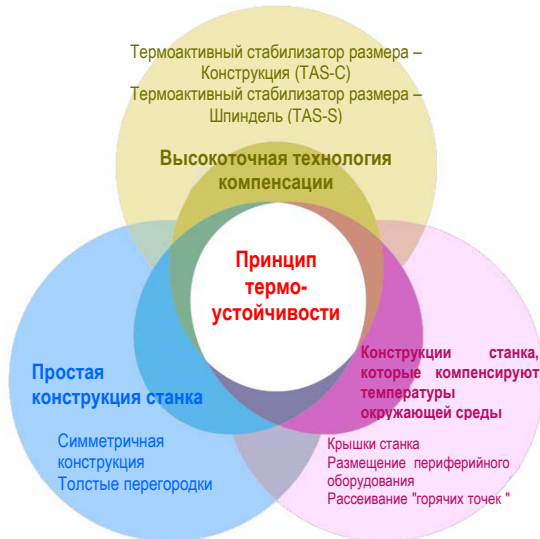 Термоактивный стабилизатор размера –
Конструкция (TAS-C)
Термоактивный стабилизатор размера –
Шпиндель (TAS-S)
Высокоточная технология
компенсации
Принцип
термо-
устойчивости
Простая
конструкция станка
Симметричная
конструкция
Толстые перегородки
Конструкции станка,
которые компенсируют
температуры
окружающей среды
Крышки станка
Размещение периферийного
оборудования
Рассеивание "горячих точек "